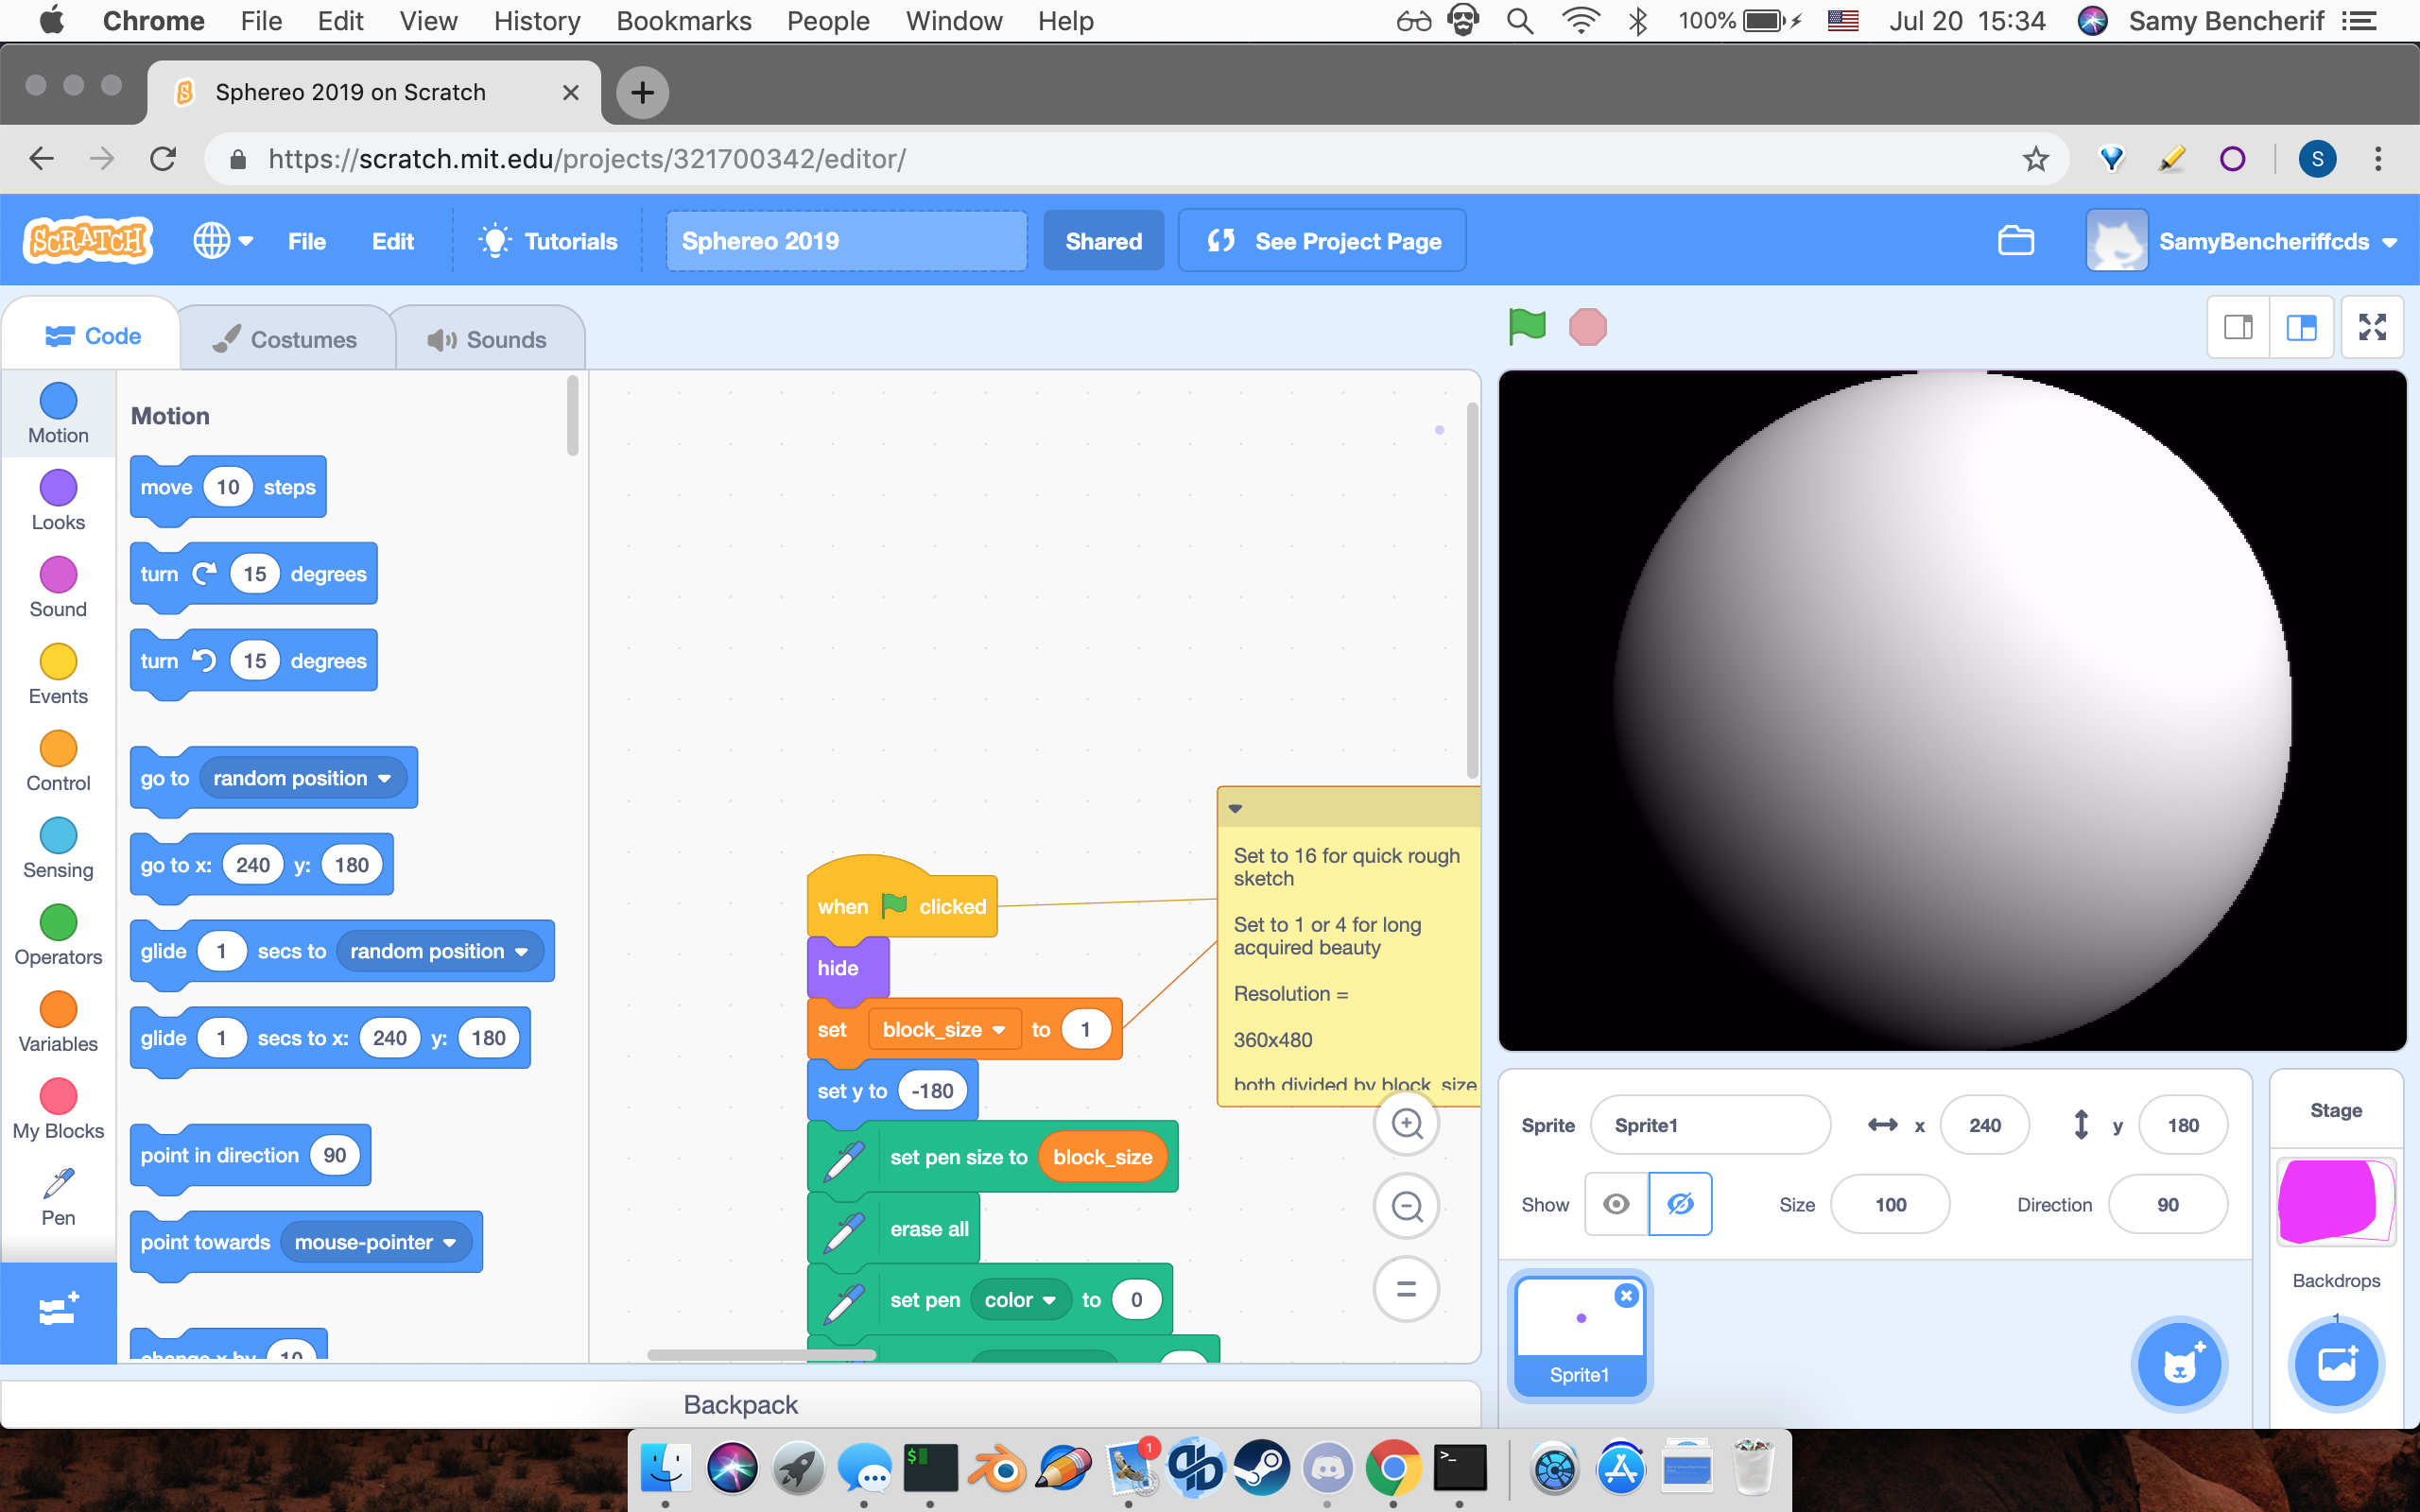 Chrome File Edit View History Bookmarks People Window Help 100% Jul 20 15:34 Samy Bencherif
Sphereo 2019 on Scratch
https://scratch.mit.edu/projects/321700342/editor/ S
SCRATCH File Edit Tutorials Sphereo 2019 Shared See Project Page SamyBencheriffcds
Code Costumes Sounds
Motion
Looks
Sound
Events
Control
Sensing
Operators
Variables
My Blocks
Pen
Motion
move 10 steps
turn 15 degrees
turn 15 degrees
go to random position
go to x: 240 y: 180
glide 1 secs to random position
glide 1 secs to x: 240 y: 180
point in direction 90
point towards mouse-pointer
change x by 10
when clicked
hide
set block_size to 1
set y to -180
set pen size to block_size
erase all
set pen color to 0
Set to 16 for quick rough
sketch
Set to 1 or 4 for long
acquired beauty
Resolution =
360x480
both divided by block_size
Sprite Sprite1 x 240 y 180
Show Size 100 Direction 90
Sprite1
Stage
Backdrops
1
Backpack
1